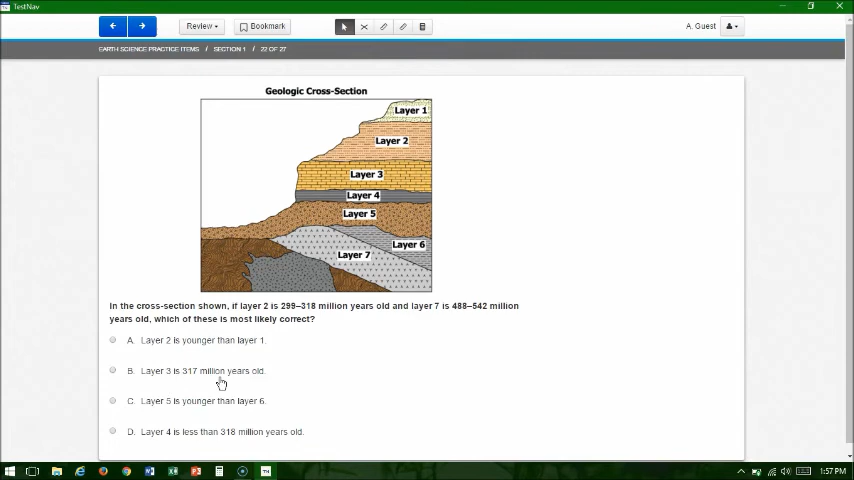 TestNav
Review
Bookmark
A. Guest
EARTH SCIENCE PRACTICE ITEMS / SECTION 1 / 22 OF 27
Geologic Cross-Section
Layer 1
Layer 2
Layer 3
Layer 4
Layer 5
Layer 6
Layer 7
In the cross-section shown, if layer 2 is 299–318 million years old and layer 7 is 488–542 million
years old, which of these is most likely correct?
A. Layer 2 is younger than layer 1.
B. Layer 3 is 317 million years old.
C. Layer 5 is younger than layer 6.
D. Layer 4 is less than 318 million years old.
1:57 PM